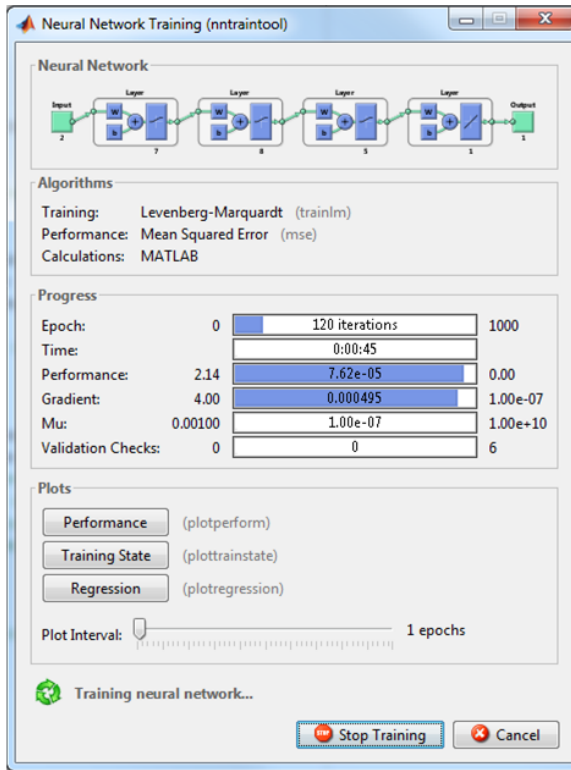 Neural Network Training (nntraintool)
Neural Network
Layer Layer Layer Layer
Input Output
W W W W
b b b b
2 7 8 5 1 1
Algorithms
Training: Levenberg-Marquardt (trainlm)
Performance: Mean Squared Error (mse)
Calculations: MATLAB
Progress
Epoch: 0 120 iterations 1000
Time: 0:00:45
Performance: 2.14 7.62e-05 0.00
Gradient: 4.00 0.000495 1.00e-07
Mu: 0.00100 1.00e-07 1.00e+10
Validation Checks: 0 0 6
Plots
Performance (plotperform)
Training State (plottrainstate)
Regression (plotregression)
Plot Interval: 1 epochs
Training neural network...
STOP Stop Training Cancel